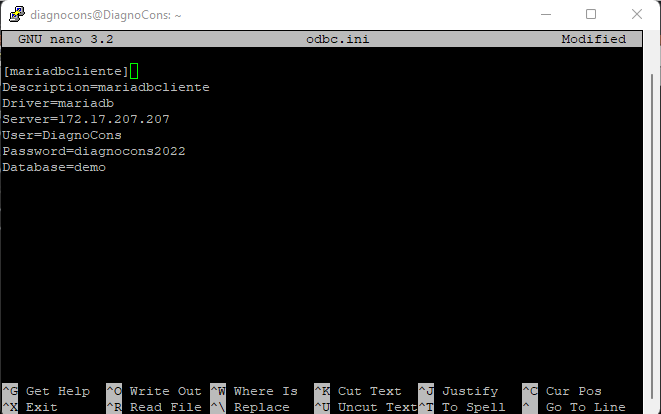 diagnocons@DiagnoCons: ~
GNU nano 3.2 odbc.ini Modified
[mariadbcliente]
Description=mariadbcliente
Driver=mariadb
Server=172.17.207.207
User=DiagnoCons
Password=diagnocons2022
Database=demo
^G Get Help ^O Write Out ^W Where Is ^K Cut Text ^J Justify ^C Cur Pos
^X Exit ^R Read File ^\ Replace ^U Uncut Text ^T To Spell ^_ Go To Line